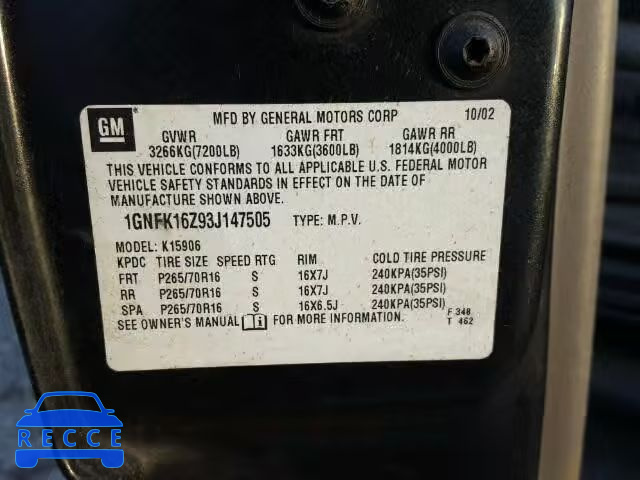 GM
MFD BY GENERAL MOTORS CORP 10/02
GVWR GAWR FRT GAWR RR
3266KG(7200LB) 1633KG(3600LB) 1814KG(4000LB)
THIS VEHICLE CONFORMS TO ALL APPLICABLE U.S. FEDERAL MOTOR
VEHICLE SAFETY STANDARDS IN EFFECT ON THE DATE OF
MANUFACTURE SHOWN ABOVE.
1GNFK16Z93J147505 TYPE: M.P.V.
MODEL: K15906
KPDC TIRE SIZE SPEED RTG RIM COLD TIRE PRESSURE
FRT P265/70R16 S 16X7J 240KPA(35PSI)
RR P265/70R16 S 16X7J 240KPA(35PSI)
SPA P265/70R16 S 16X6.5J 240KPA(35PSI)
SEE OWNER'S MANUAL i FOR MORE INFORMATION.
F 348
T 462
RECCE